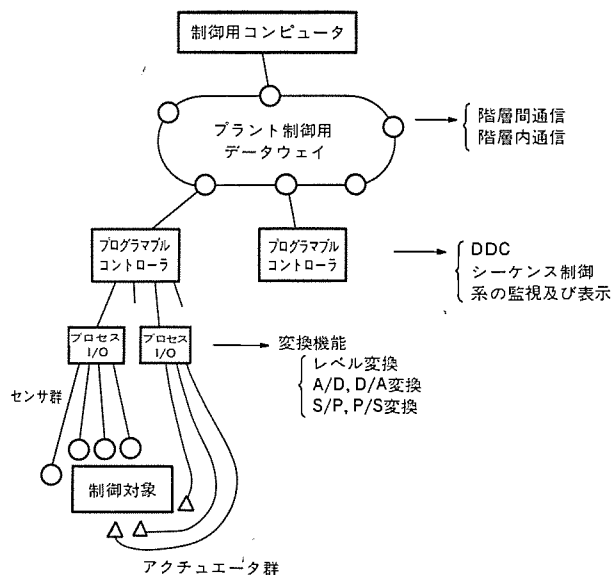 制御用コンピュータ
プラント制御用
データウェイ
階層間通信
階層内通信
プログラマブル
コントローラ
プログラマブル
コントローラ
DDC
シーケンス制御
系の監視及び表示
プロセス
I/O
プロセス
I/O
変換機能
レベル変換
A/D, D/A変換
S/P, P/S変換
センサ群
制御対象
アクチュエータ群